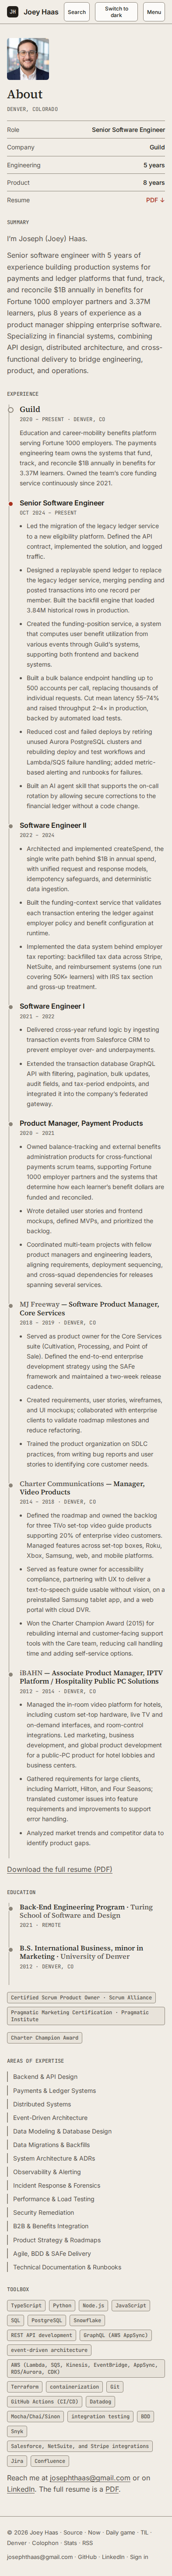 JH Joey Haas Search Switch to dark Menu
About
DENVER, COLORADO
Role Senior Software Engineer
Company Guild
Engineering 5 years
Product 8 years
Resume PDF ↓
SUMMARY
I'm Joseph (Joey) Haas.
Senior software engineer with 5 years of
experience building production systems for
payments and ledger platforms that fund, track,
and reconcile $1B annually in benefits for
Fortune 1000 employer partners and 3.37M
learners, plus 8 years of experience as a
product manager shipping enterprise software.
Specializing in financial systems, combining
API design, distributed architecture, and cross-
functional delivery to bridge engineering,
product, and operations.
EXPERIENCE
Guild
2020 — PRESENT · DENVER, CO
Education and career-mobility benefits platform
serving Fortune 1000 employers. The payments
engineering team owns the systems that fund,
track, and reconcile $1B annually in benefits for
3.37M learners. Owned the team's core funding
service continuously since 2021.
Senior Software Engineer
OCT 2024 — PRESENT
• Led the migration of the legacy ledger service
to a new eligibility platform. Defined the API
contract, implemented the solution, and logged
traffic.
• Designed a replayable spend ledger to replace
the legacy ledger service, merging proposed and
posted transactions into one record per
member. Built the backfill engine that loaded
3.84M historical rows in production.
• Created the funding-position service, a system
that computes user benefit utilization from
various events through Guild's systems,
supporting both frontend and backend
systems.
• Built a bulk balance endpoint handling up to
500 accounts per call, replacing thousands of
individual requests. Cut mean latency 55–74%
and raised throughput 2–4× in production,
backed by automated load tests.
• Reduced cost and failed deploys by retiring
unused Aurora PostgreSQL clusters and
rebuilding deploy and test workflows and
Lambda/SQS failure handling; added metric-
based alerting and runbooks for failures.
• Built an AI agent skill that supports the on-call
rotation by allowing secure corrections to the
financial ledger without a code change.
Software Engineer II
2022 — 2024
• Architected and implemented createSpend, the
single write path behind $1B in annual spend,
with unified request and response models,
idempotency safeguards, and deterministic
data ingestion.
• Built the funding-context service that validates
each transaction entering the ledger against
employer policy and benefit configuration at
runtime.
• Implemented the data system behind employer
tax reporting: backfilled tax data across Stripe,
NetSuite, and reimbursement systems (one run
covering 50K+ learners) with IRS tax section
and gross-up treatment.
Software Engineer I
2021 — 2022
• Delivered cross-year refund logic by ingesting
transaction events from Salesforce CRM to
prevent year over- and underpayments.
• Extended the transaction database GraphQL
API with filtering, pagination, bulk updates,
audit fields, and tax-period endpoints, and
integrated it into the company's federated
gateway.
Product Manager, Payment Products
2020 — 2021
• Owned balance-tracking and external benefits
administration products for cross-functional
payments scrum teams, supporting Fortune
1000 employer partners and the systems that
determine how each learner's benefit dollars are
funded and reconciled.
• Wrote detailed user stories and frontend
mockups, defined MVPs, and prioritized the
backlog.
• Coordinated multi-team projects with fellow
product managers and engineering leaders,
aligning requirements, deployment sequencing,
and cross-team dependencies for releases
spanning several services.
MJ Freeway — Software Product Manager,
Core Services
2018 — 2019 · DENVER, CO
• Served as product owner for the Core Services
suite (Cultivation, Processing, and Point of
Sale). Defined the end-to-end enterprise
development strategy using the SAFe
framework and maintained a two-week release
cadence.
• Created requirements, user stories, wireframes,
and UI mockups; collaborated with enterprise
clients to validate roadmap milestones and
reduce refactoring.
• Trained the product organization on SDLC
practices, from writing bug reports and user
stories to identifying core customer needs.
Charter Communications — Manager,
Video Products
2014 — 2018 · DENVER, CO
• Defined the roadmap and owned the backlog
for three TiVo set-top video guide products
supporting 20% of enterprise video customers.
Managed features across set-top boxes, Roku,
Xbox, Samsung, web, and mobile platforms.
• Served as feature owner for accessibility
compliance, partnering with UX to deliver a
text-to-speech guide usable without vision, on a
preinstalled Samsung tablet app, and a web
portal with cloud DVR.
• Won the Charter Champion Award (2015) for
rebuilding internal and customer-facing support
tools with the Care team, reducing call handling
time and adding self-service options.
iBAHN — Associate Product Manager, IPTV
Platform / Hospitality Public PC Solutions
2012 — 2014 · DENVER, CO
• Managed the in-room video platform for hotels,
including custom set-top hardware, live TV and
on-demand interfaces, and room-control
integrations. Led marketing, business
development, and global product development
for a public-PC product for hotel lobbies and
business centers.
• Gathered requirements for large clients,
including Marriott, Hilton, and Four Seasons;
translated customer issues into feature
requirements and improvements to support
error handling.
• Analyzed market trends and competitor data to
identify product gaps.
Download the full resume (PDF)
EDUCATION
Back-End Engineering Program · Turing
School of Software and Design
2021 · REMOTE
B.S. International Business, minor in
Marketing · University of Denver
2012 · DENVER, CO
Certified Scrum Product Owner · Scrum Alliance
Pragmatic Marketing Certification · Pragmatic
Institute
Charter Champion Award
AREAS OF EXPERTISE
Backend & API Design
Payments & Ledger Systems
Distributed Systems
Event-Driven Architecture
Data Modeling & Database Design
Data Migrations & Backfills
System Architecture & ADRs
Observability & Alerting
Incident Response & Forensics
Performance & Load Testing
Security Remediation
B2B & Benefits Integration
Product Strategy & Roadmaps
Agile, BDD & SAFe Delivery
Technical Documentation & Runbooks
TOOLBOX
TypeScript Python Node.js JavaScript
SQL PostgreSQL Snowflake
REST API development GraphQL (AWS AppSync)
event-driven architecture
AWS (Lambda, SQS, Kinesis, EventBridge, AppSync,
RDS/Aurora, CDK)
Terraform containerization Git
GitHub Actions (CI/CD) Datadog
Mocha/Chai/Sinon integration testing BDD
Snyk
Salesforce, NetSuite, and Stripe integrations
Jira Confluence
Reach me at josephthaas@gmail.com or on
LinkedIn. The full resume is a PDF.
© 2026 Joey Haas · Source · Now · Daily game · TIL ·
Denver · Colophon · Stats · RSS
josephthaas@gmail.com · GitHub · LinkedIn · Sign in